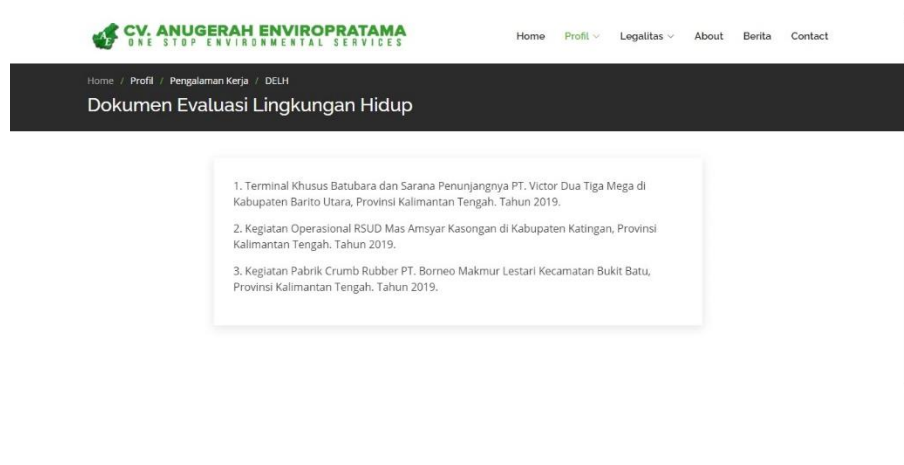 CV. ANUGERAH ENVIROPRATAMA
ONE STOP ENVIRONMENTAL SERVICES
Home Profil Legalitas About Berita Contact
Home / Profil / Pengalaman Kerja / DELH
Dokumen Evaluasi Lingkungan Hidup
1. Terminal Khusus Batubara dan Sarana Penunjangnya PT. Victor Dua Tiga Mega di
Kabupaten Barito Utara, Provinsi Kalimantan Tengah. Tahun 2019.
2. Kegiatan Operasional RSUD Mas Amsyar Kasongan di Kabupaten Katingan, Provinsi
Kalimantan Tengah. Tahun 2019.
3. Kegiatan Pabrik Crumb Rubber PT. Borneo Makmur Lestari Kecamatan Bukit Batu,
Provinsi Kalimantan Tengah. Tahun 2019.